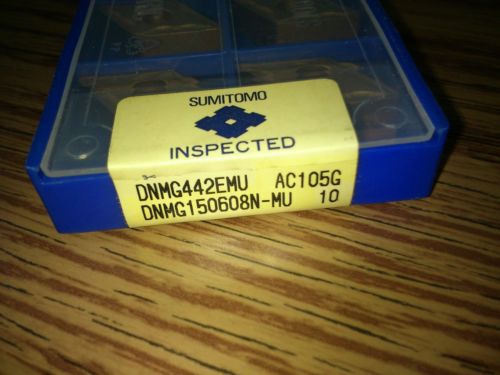 SUMITOMO
INSPECTED
DNMG442EMU AC105G
DNMG150608N-MU 10